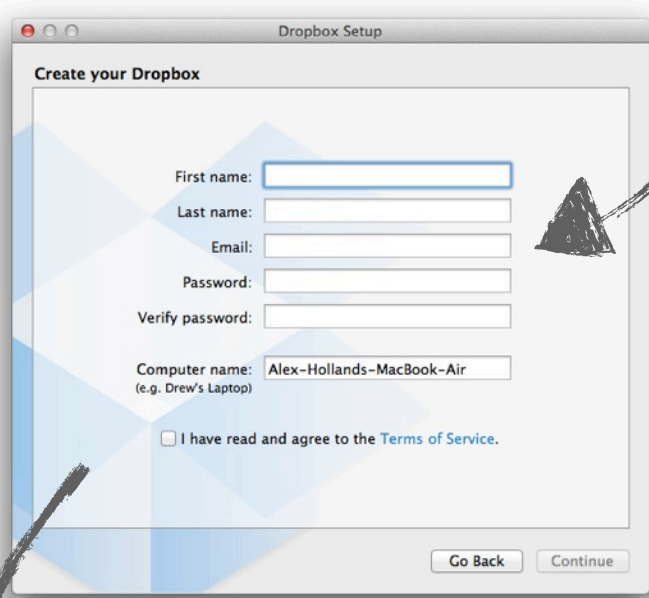 Dropbox Setup
Create your Dropbox
First name:
Last name:
Email:
Password:
Verify password:
Computer name: Alex-Hollands-MacBook-Air
(e.g. Drew's Laptop)
I have read and agree to the Terms of Service.
Go Back Continue